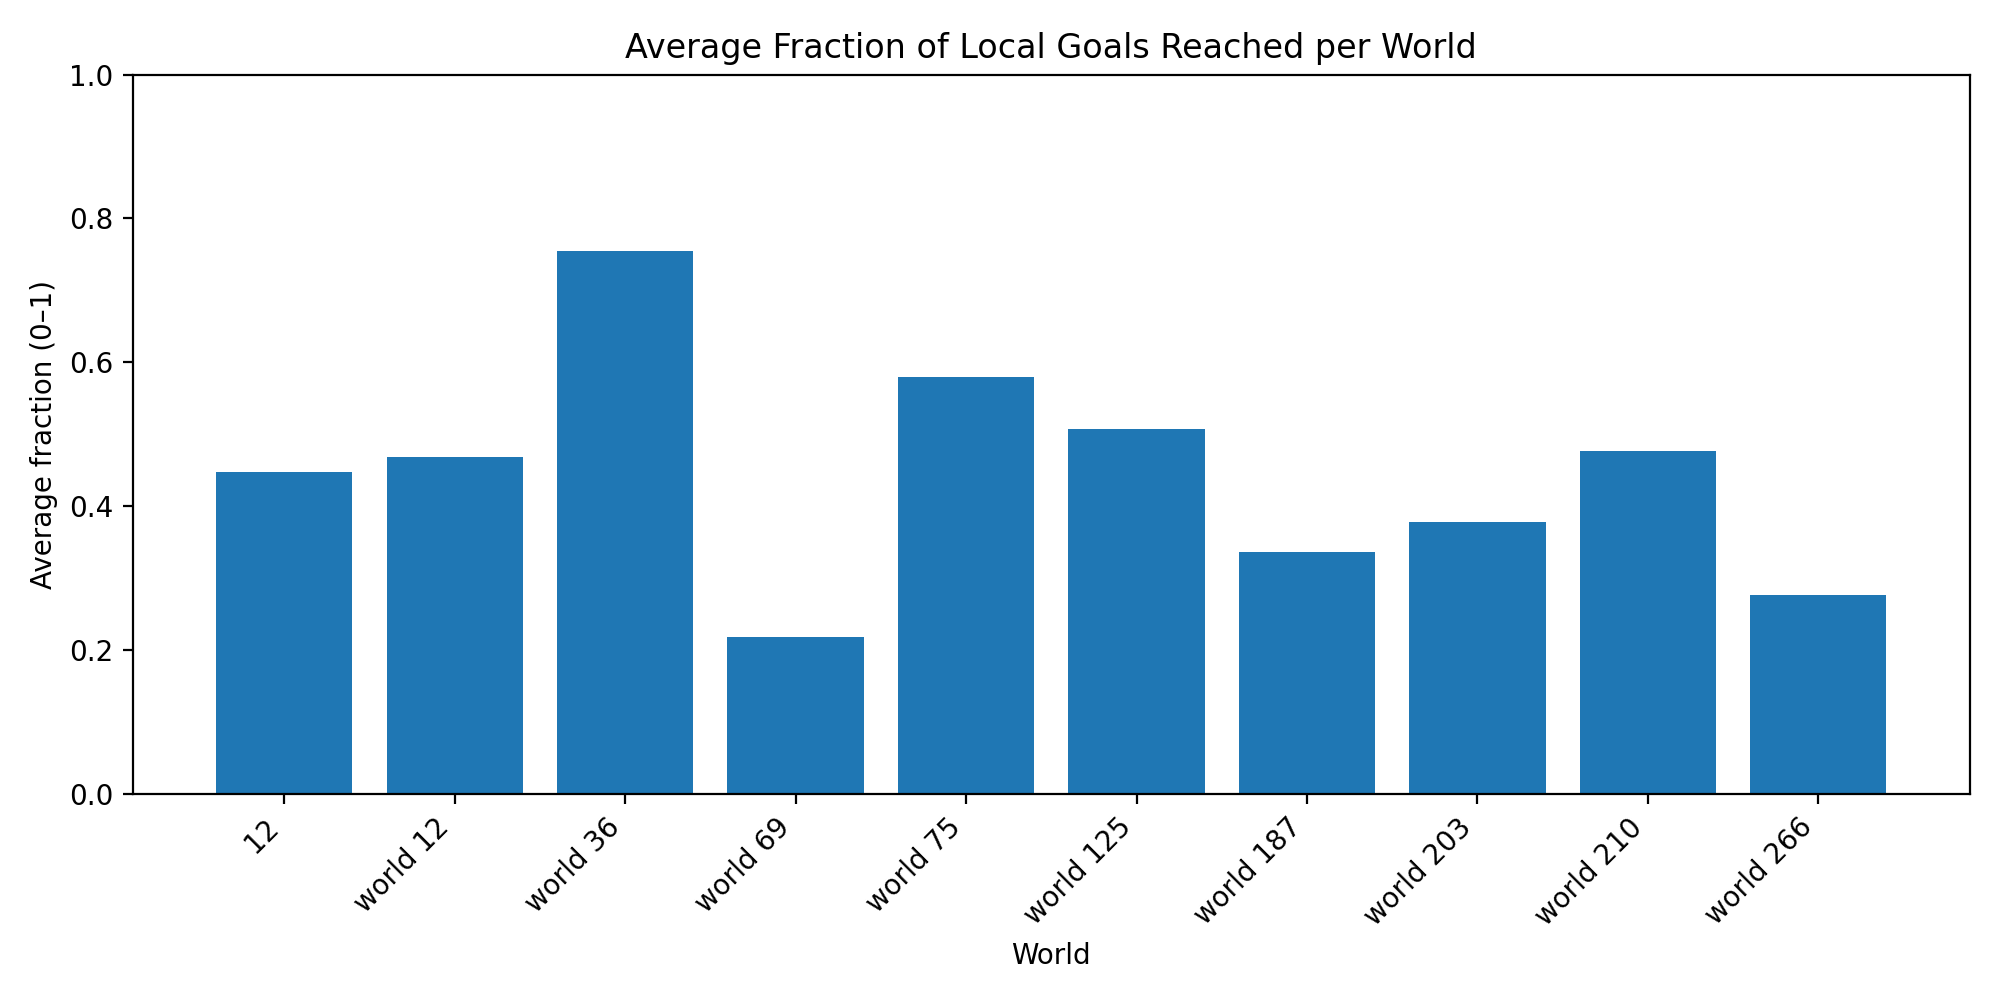 Average Fraction of Local Goals Reached per World
Average fraction (0–1)
1.0
0.8
0.6
0.4
0.2
0.0
12
world 12
world 36
world 69
world 75
world 125
world 187
world 203
world 210
world 266
World